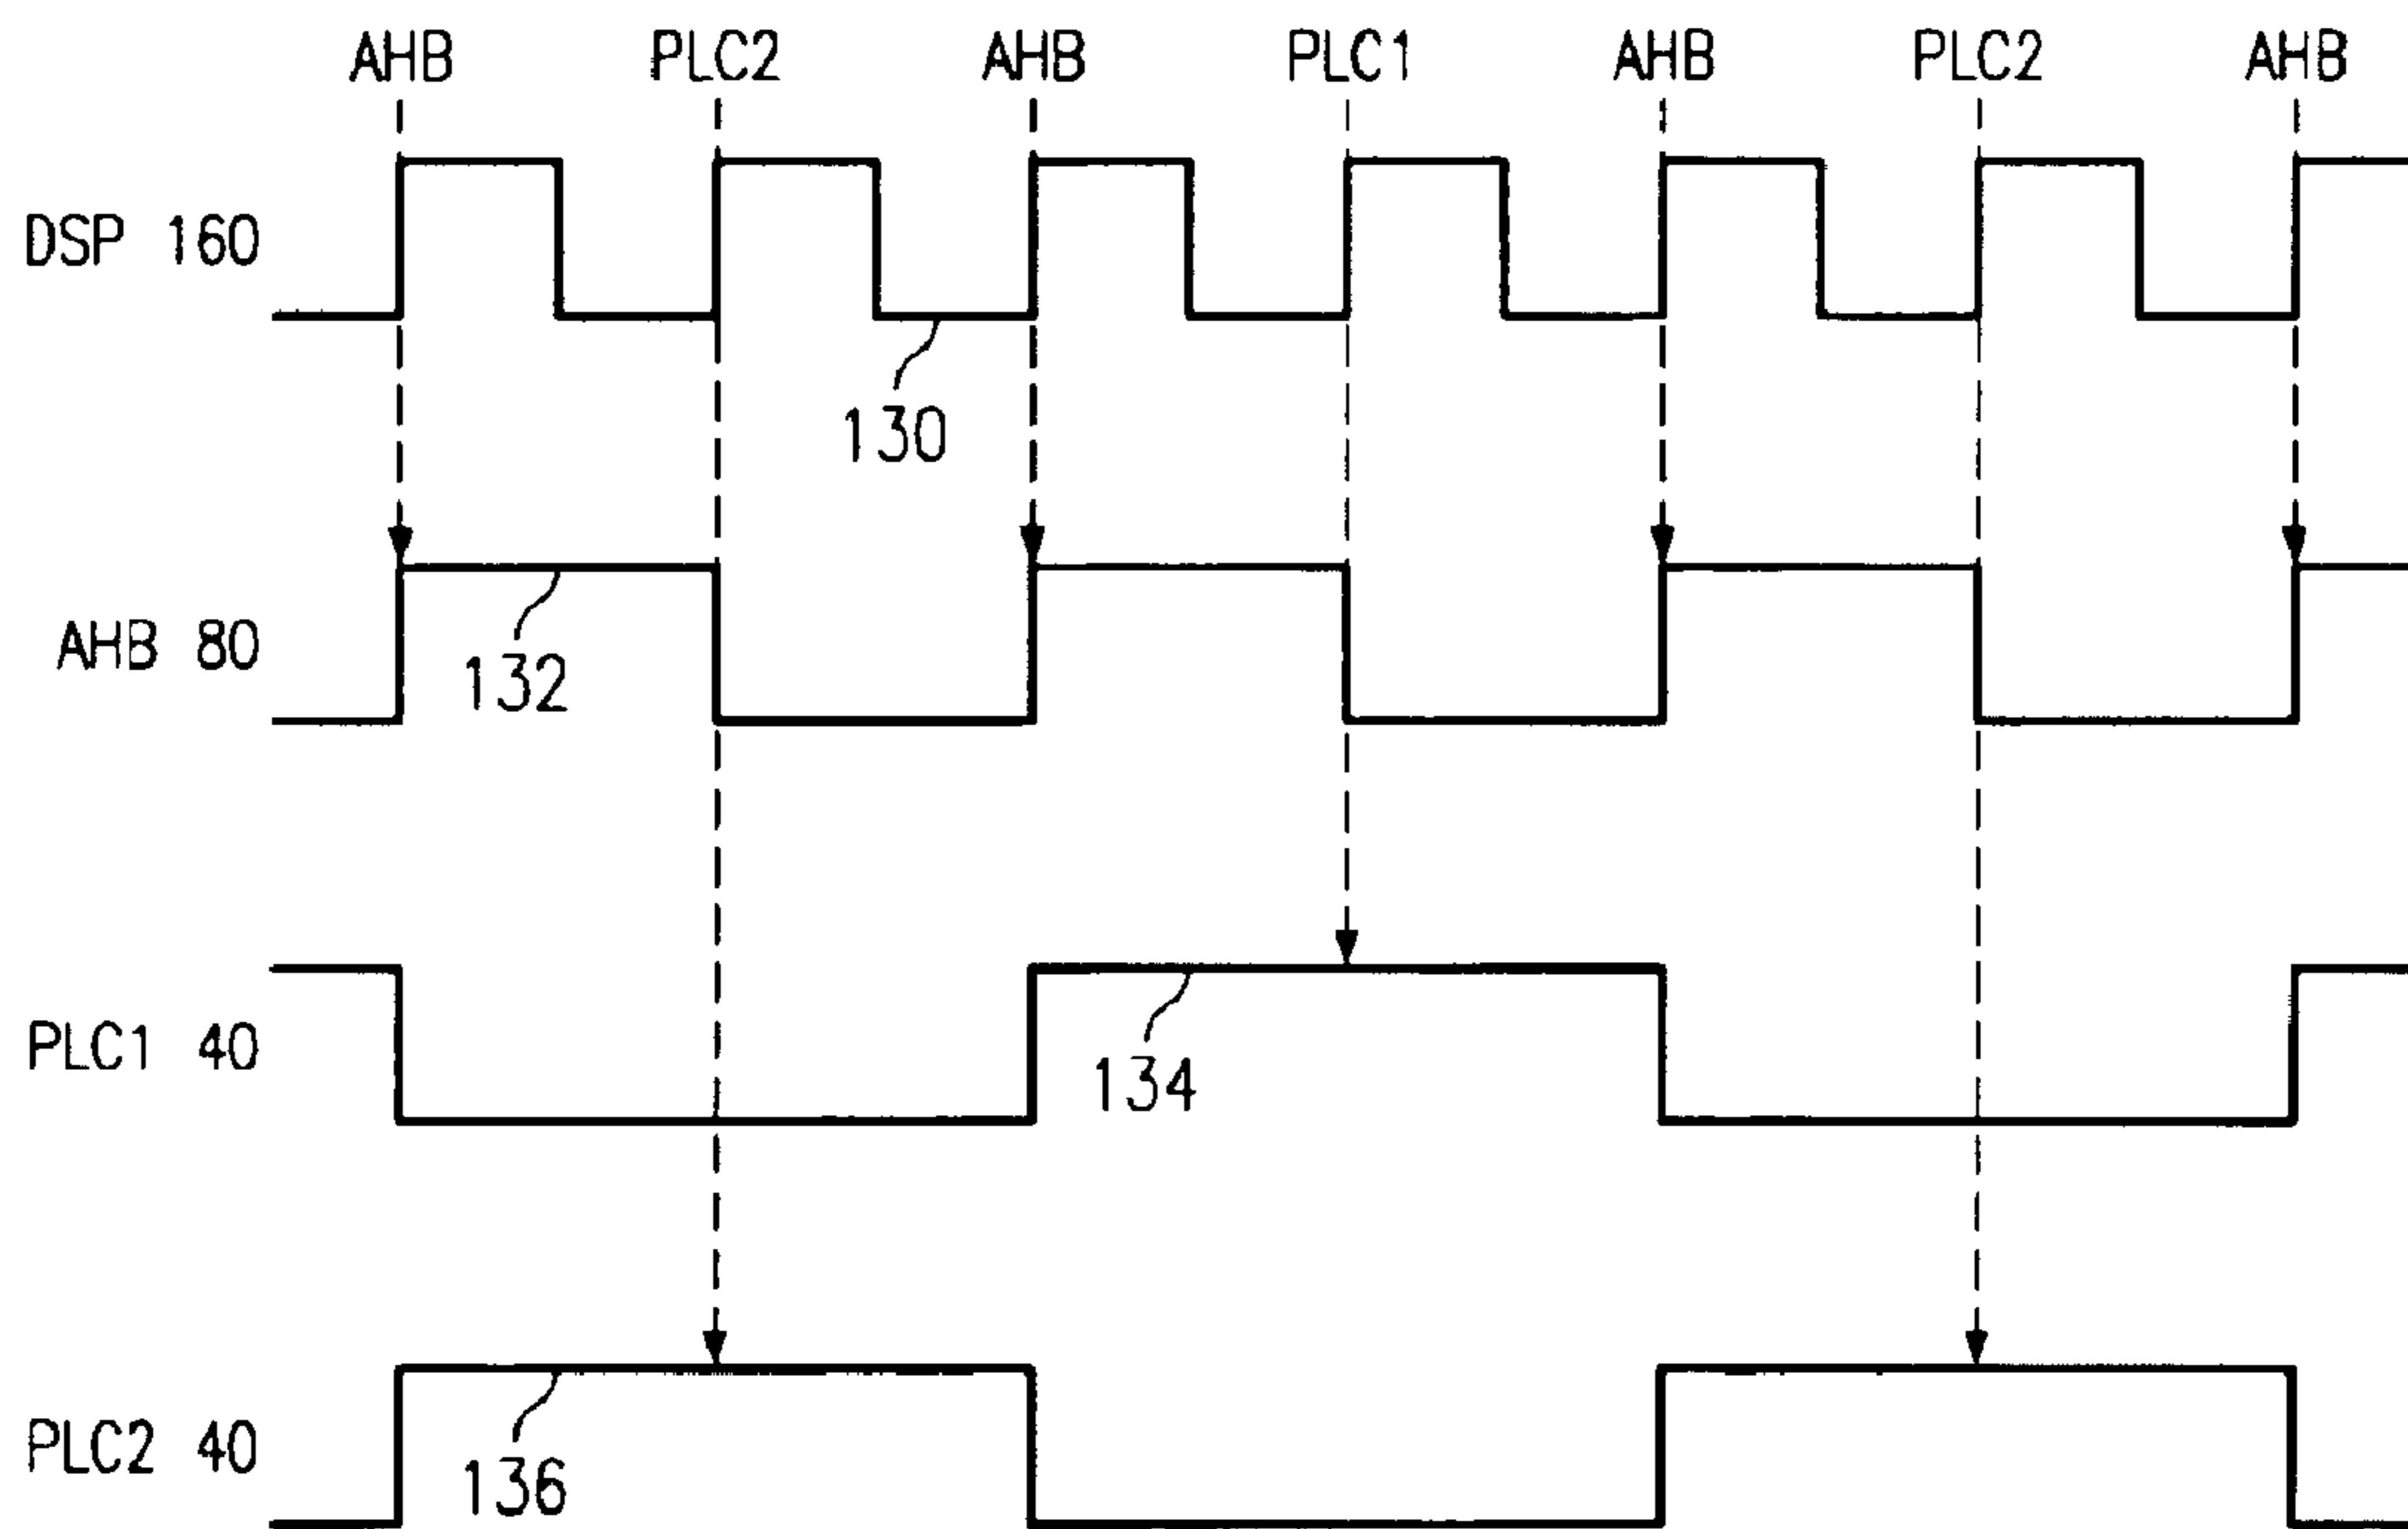 AHB PLC2 AHB PLC1 AHB PLC2 AHB
DSP 160
130
AHB 80
132
PLC1 40
134
PLC2 40
136